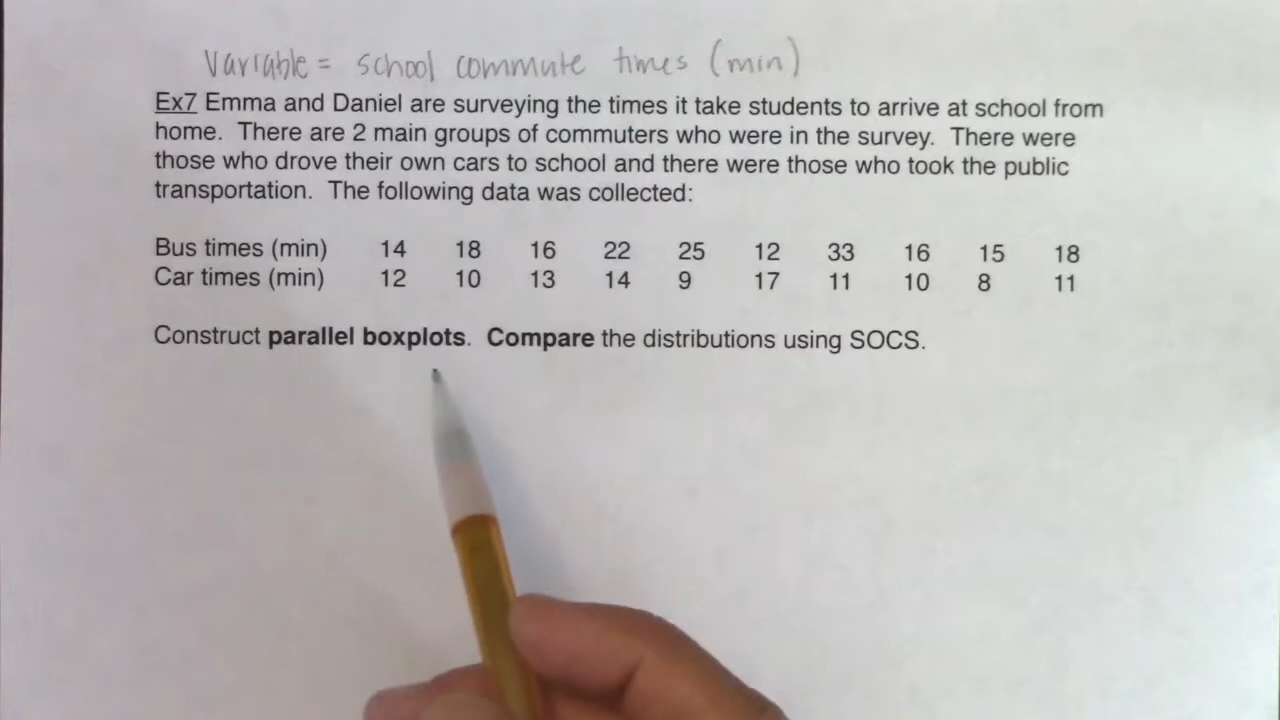 Variable = school commute times (min)
Ex7 Emma and Daniel are surveying the times it take students to arrive at school from
home. There are 2 main groups of commuters who were in the survey. There were
those who drove their own cars to school and there were those who took the public
transportation. The following data was collected:
Bus times (min) 14 18 16 22 25 12 33 16 15 18
Car times (min) 12 10 13 14 9 17 11 10 8 11
Construct parallel boxplots. Compare the distributions using SOCS.